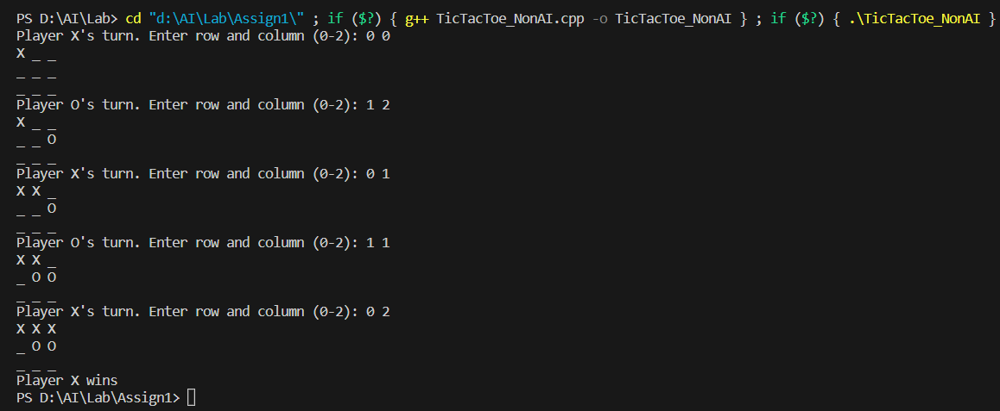 PS D:\AI\Lab> cd "d:\AI\Lab\Assign1\" ; if ($?) { g++ TicTacToe_NonAI.cpp -o TicTacToe_NonAI } ; if ($?) { .\TicTacToe_NonAI }
Player X's turn. Enter row and column (0-2): 0 0
X _ _
_ _ _
_ _ _
Player O's turn. Enter row and column (0-2): 1 2
X _ _
_ _ O
_ _ _
Player X's turn. Enter row and column (0-2): 0 1
X X _
_ _ O
_ _ _
Player O's turn. Enter row and column (0-2): 1 1
X X _
_ O O
_ _ _
Player X's turn. Enter row and column (0-2): 0 2
X X X
_ O O
_ _ _
Player X wins
PS D:\AI\Lab\Assign1>